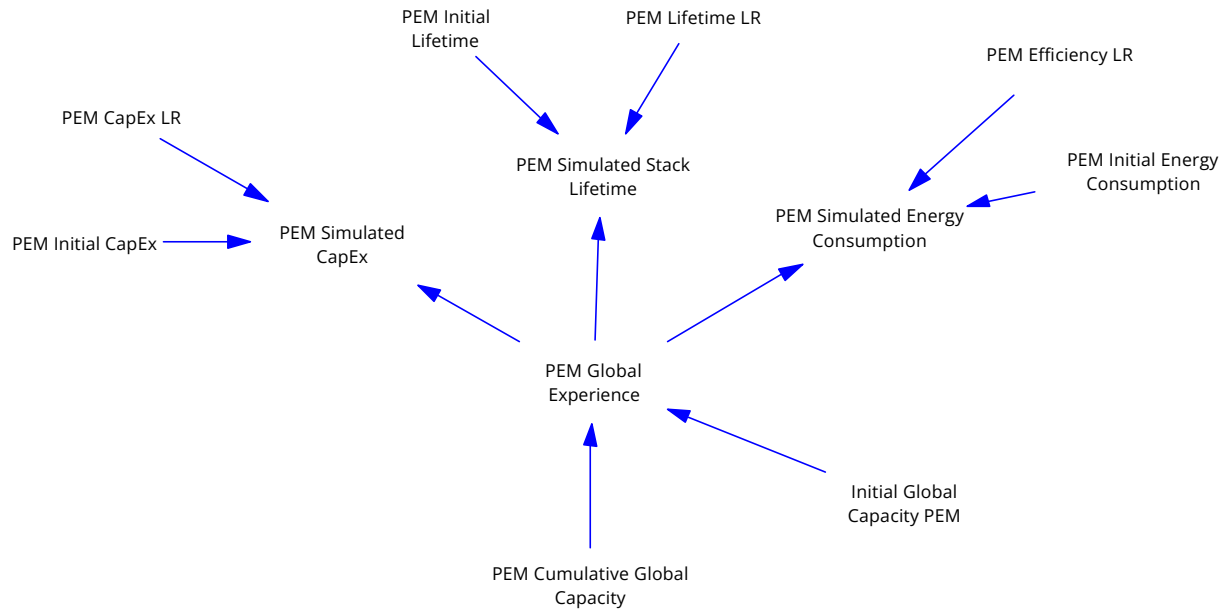 PEM Initial
Lifetime
PEM Lifetime LR
PEM Efficiency LR
PEM CapEx LR
PEM Simulated Stack
Lifetime
PEM Initial Energy
Consumption
PEM Simulated Energy
Consumption
PEM Initial CapEx
PEM Simulated
CapEx
PEM Global
Experience
Initial Global
Capacity PEM
PEM Cumulative Global
Capacity